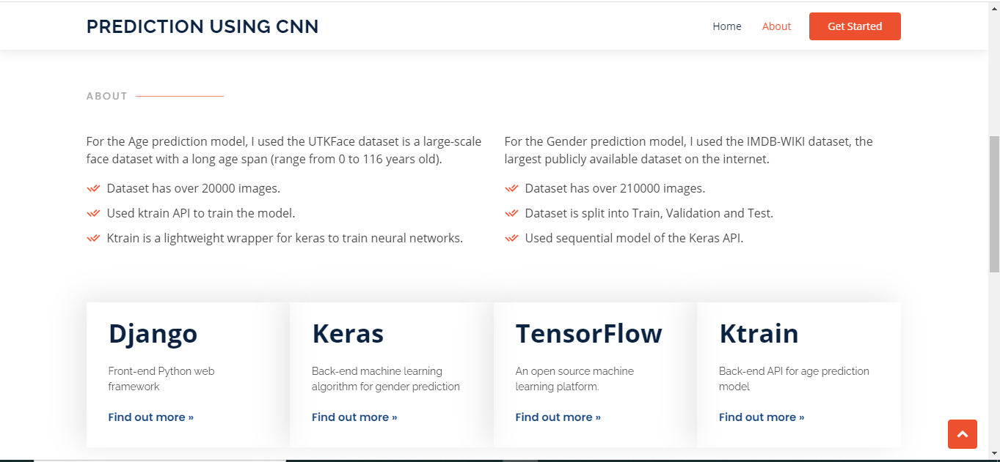 PREDICTION USING CNN
Home
About
Get Started
ABOUT
For the Age prediction model, I used the UTKFace dataset is a large-scale
face dataset with a long age span (range from 0 to 116 years old).
Dataset has over 20000 images.
Used ktrain API to train the model.
Ktrain is a lightweight wrapper for keras to train neural networks.
For the Gender prediction model, I used the IMDB-WIKI dataset, the
largest publicly available dataset on the internet.
Dataset has over 210000 images.
Dataset is split into Train, Validation and Test.
Used sequential model of the Keras API.
Django
Front-end Python web
framework
Find out more »
Keras
Back-end machine learning
algorithm for gender prediction
Find out more »
TensorFlow
An open source machine
learning platform.
Find out more »
Ktrain
Back-end API for age prediction
model
Find out more »